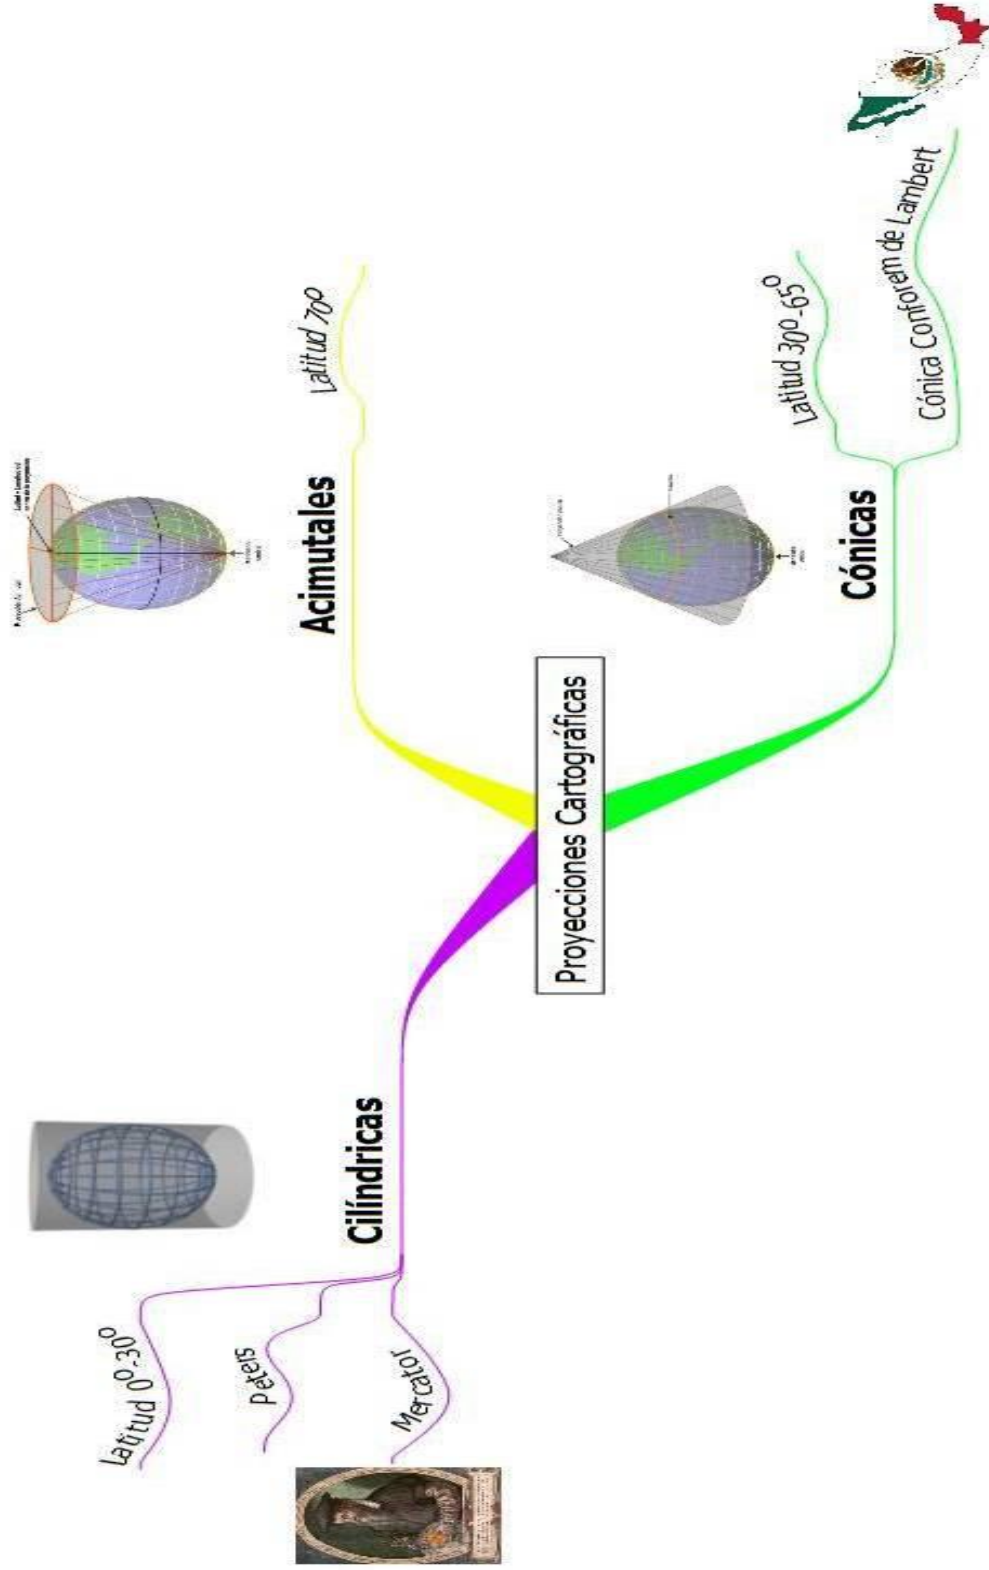 Proyecciones Cartográficas
Cilíndricas
Latitud 0º-30º
Peters
Mercator
Acimutales
Latitud 70º
Cónicas
Latitud 30º-65º
Cónica Conforem de Lambert